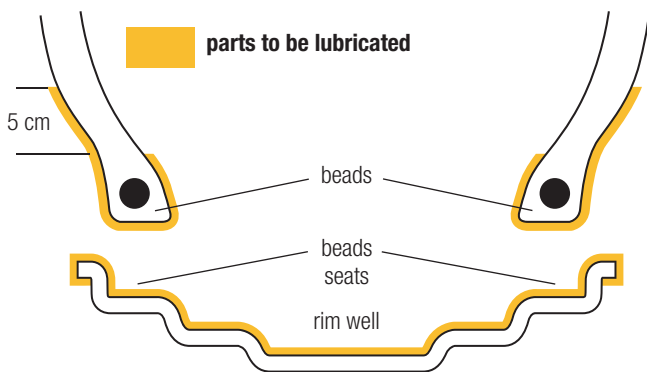 parts to be lubricated
5 cm
beads
beads
seats
rim well